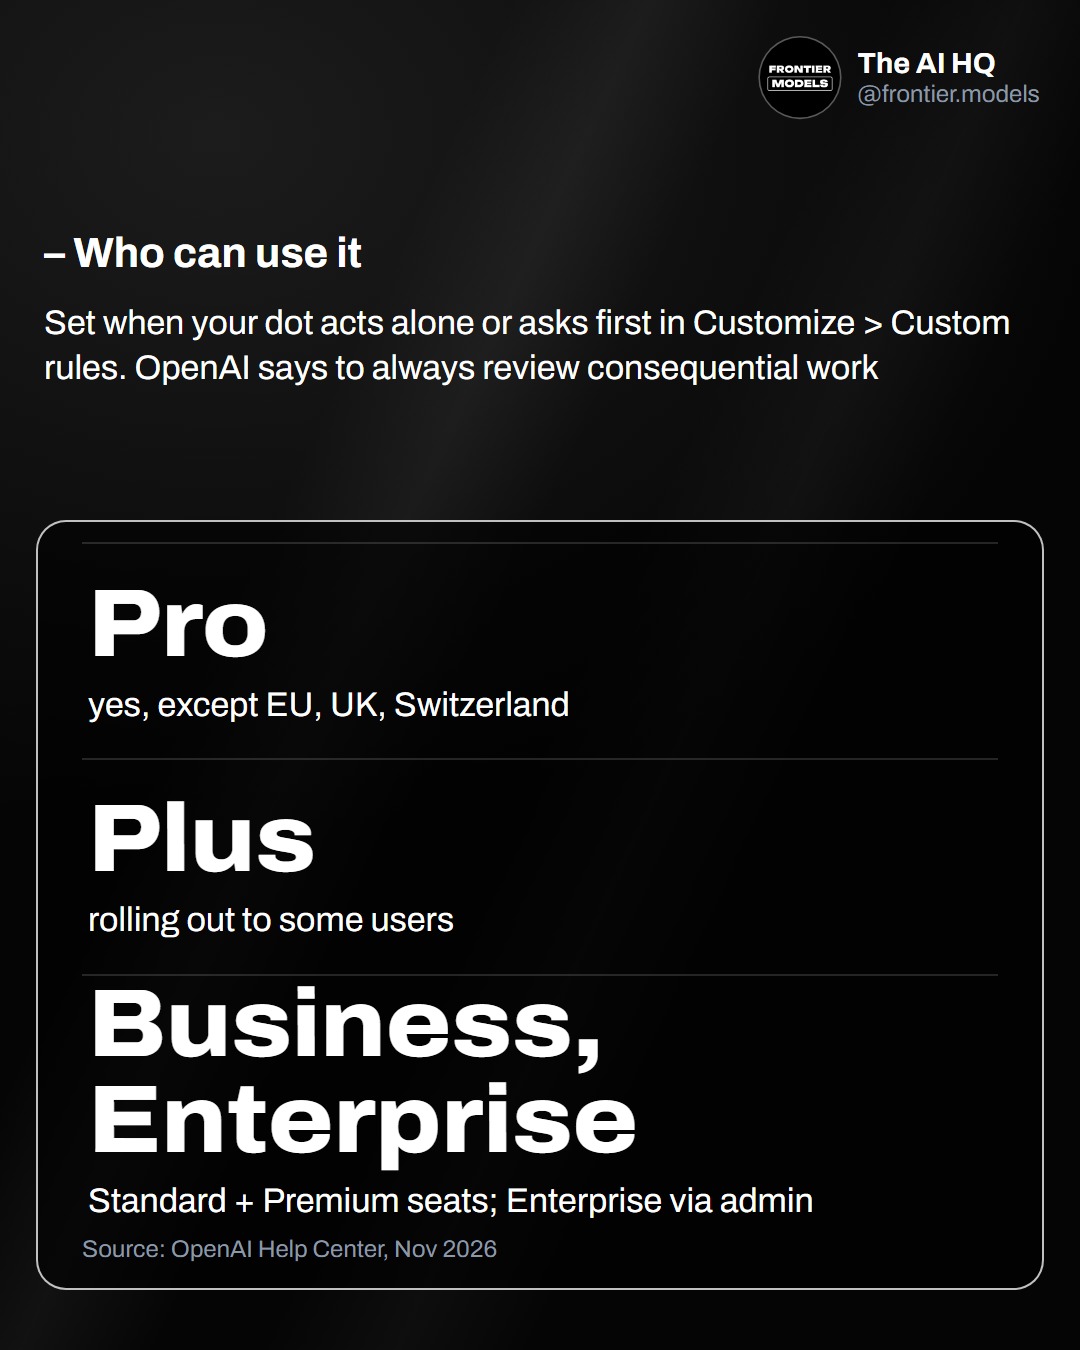 FRONTIER
MODELS
The AI HQ
@frontier.models
– Who can use it
Set when your dot acts alone or asks first in Customize > Custom
rules. OpenAI says to always review consequential work
Pro
yes, except EU, UK, Switzerland
Plus
rolling out to some users
Business,
Enterprise
Standard + Premium seats; Enterprise via admin
Source: OpenAI Help Center, Nov 2026